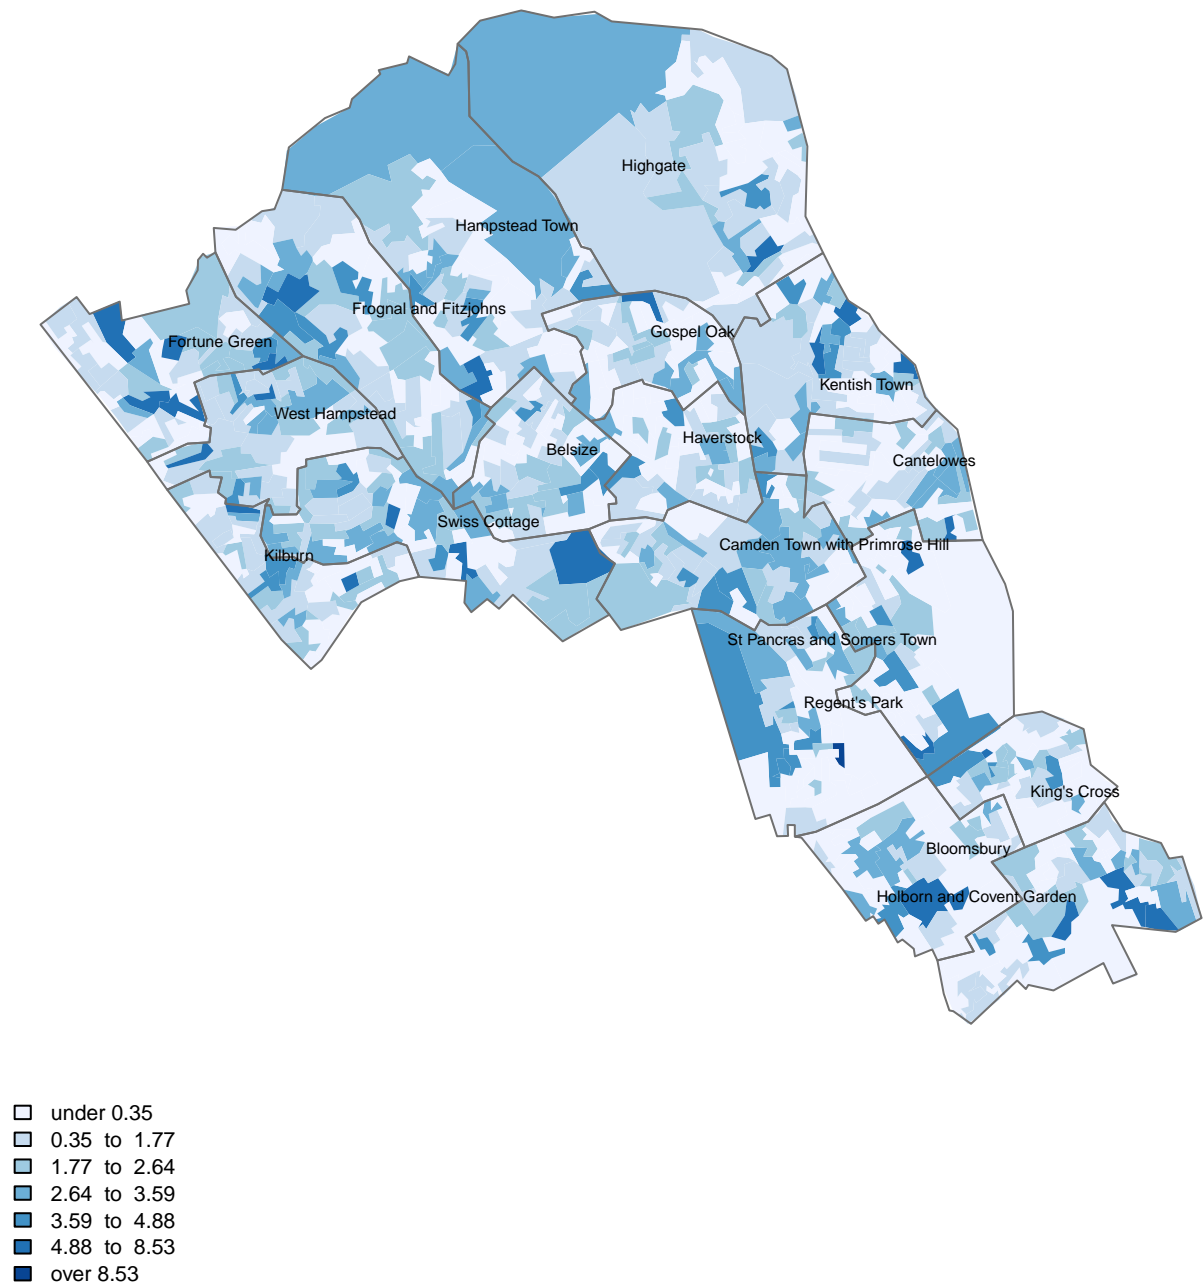 Highgate
Hampstead Town
Frognal and Fitzjohns
Gospel Oak
Fortune Green
Kentish Town
West Hampstead
Haverstock
Belsize
Cantelowes
Swiss Cottage
Camden Town with Primrose Hill
Kilburn
St Pancras and Somers Town
Regent's Park
King's Cross
Bloomsbury
Holborn and Covent Garden
under 0.35
0.35 to 1.77
1.77 to 2.64
2.64 to 3.59
3.59 to 4.88
4.88 to 8.53
over 8.53